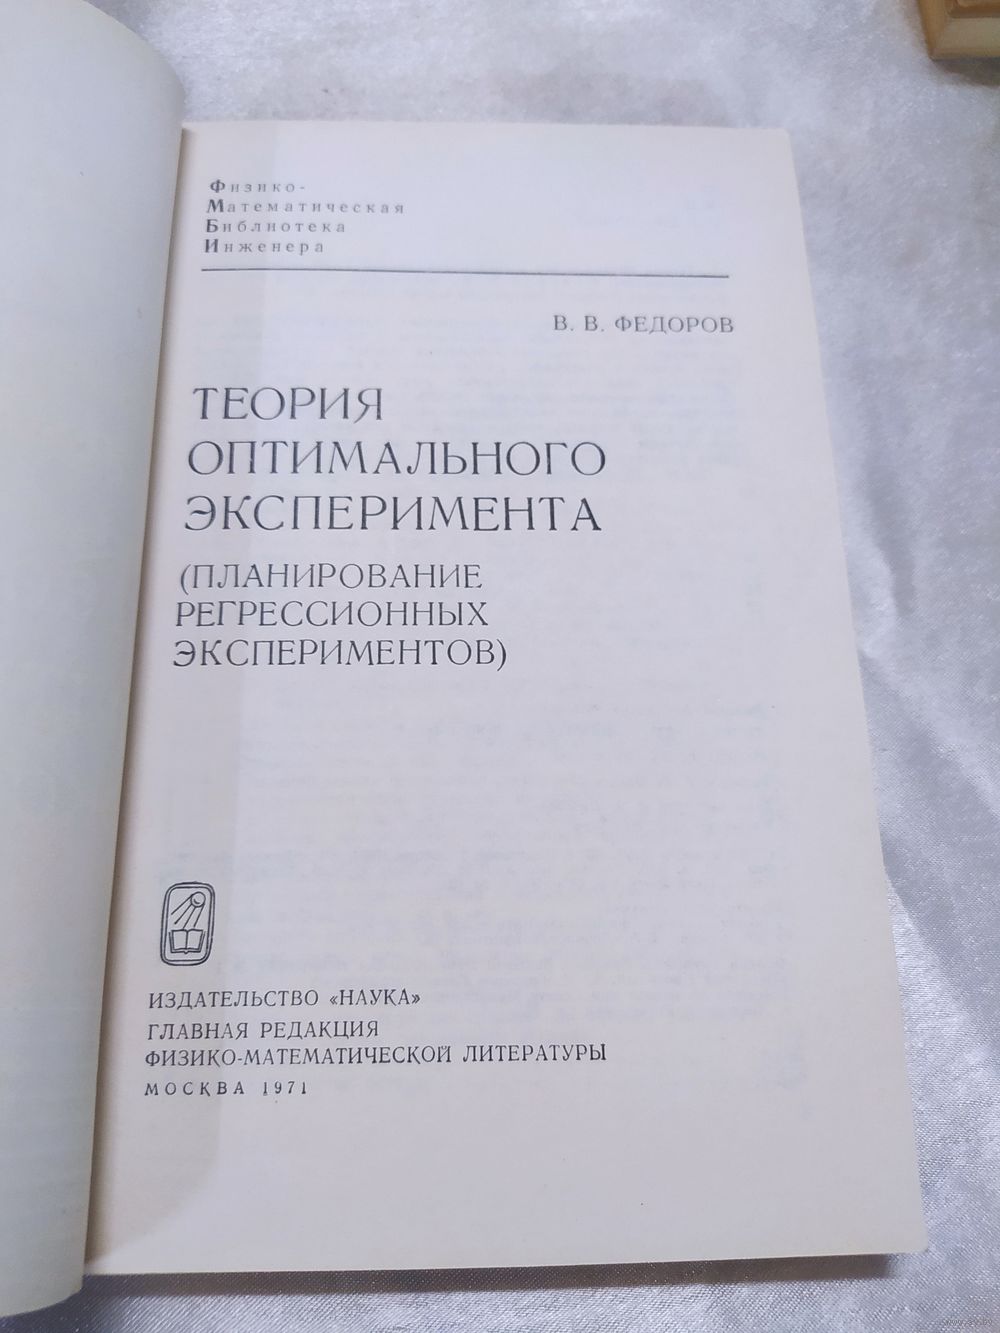 Физико-
Математическая
Библиотека
Инженера
В. В. ФЕДОРОВ
ТЕОРИЯ
ОПТИМАЛЬНОГО
ЭКСПЕРИМЕНТА
(ПЛАНИРОВАНИЕ
РЕГРЕССИОННЫХ
ЭКСПЕРИМЕНТОВ)
ИЗДАТЕЛЬСТВО «НАУКА»
ГЛАВНАЯ РЕДАКЦИЯ
ФИЗИКО-МАТЕМАТИЧЕСКОЙ ЛИТЕРАТУРЫ
МОСКВА 1971